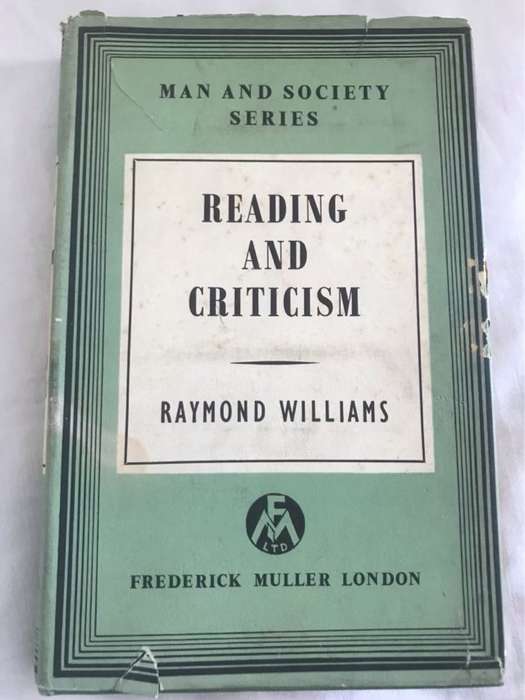 MAN AND SOCIETY
SERIES
READING
AND
CRITICISM
RAYMOND WILLIAMS
FM
LTD
FREDERICK MULLER LONDON